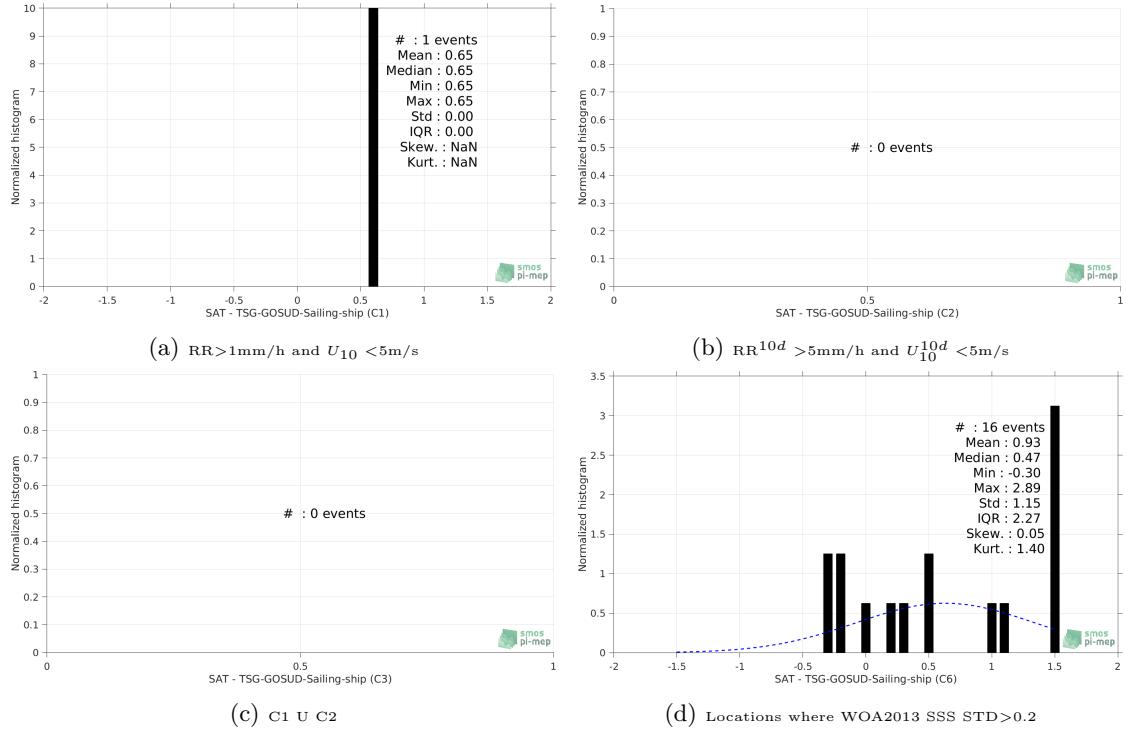 10
9
8
7
6
5
4
3
2
1
0
Normalized histogram
# : 1 events
Mean : 0.65
Median : 0.65
Min : 0.65
Max : 0.65
Std : 0.00
IQR : 0.00
Skew. : NaN
Kurt. : NaN
smos
pi-mep
-2 -1.5 -1 -0.5 0 0.5 1 1.5 2
SAT - TSG-GOSUD-Sailing-ship (C1)
(a) RR>1mm/h and U10 <5m/s
1
0.9
0.8
0.7
0.6
0.5
0.4
0.3
0.2
0.1
0
Normalized histogram
# : 0 events
smos
pi-mep
0 0.5 1
SAT - TSG-GOSUD-Sailing-ship (C2)
(b) RR^10d >5mm/h and U10^10d <5m/s
1
0.9
0.8
0.7
0.6
0.5
0.4
0.3
0.2
0.1
0
Normalized histogram
# : 0 events
smos
pi-mep
0 0.5 1
SAT - TSG-GOSUD-Sailing-ship (C3)
(c) C1 U C2
3.5
3
2.5
2
1.5
1
0.5
0
Normalized histogram
# : 16 events
Mean : 0.93
Median : 0.47
Min : -0.30
Max : 2.89
Std : 1.15
IQR : 2.27
Skew. : 0.05
Kurt. : 1.40
smos
pi-mep
-2 -1.5 -1 -0.5 0 0.5 1 1.5 2
SAT - TSG-GOSUD-Sailing-ship (C6)
(d) Locations where WOA2013 SSS STD>0.2